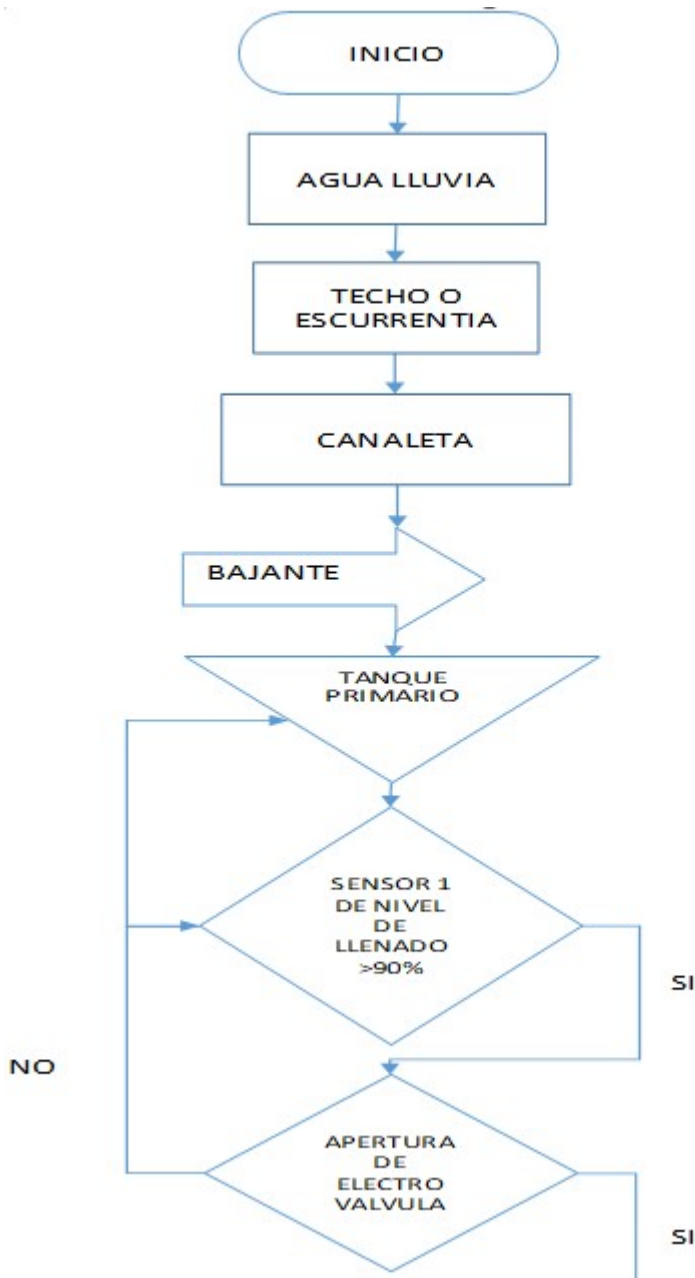 INICIO
AGUA LLUVIA
TECHO O
ESCURRENTIA
CANALETA
BAJANTE
TANQUE
PRIMARIO
SENSOR 1
DE NIVEL
DE
LLENADO
>90%
SI
NO
APERTURA
DE
ELECTRO
VALVULA
SI